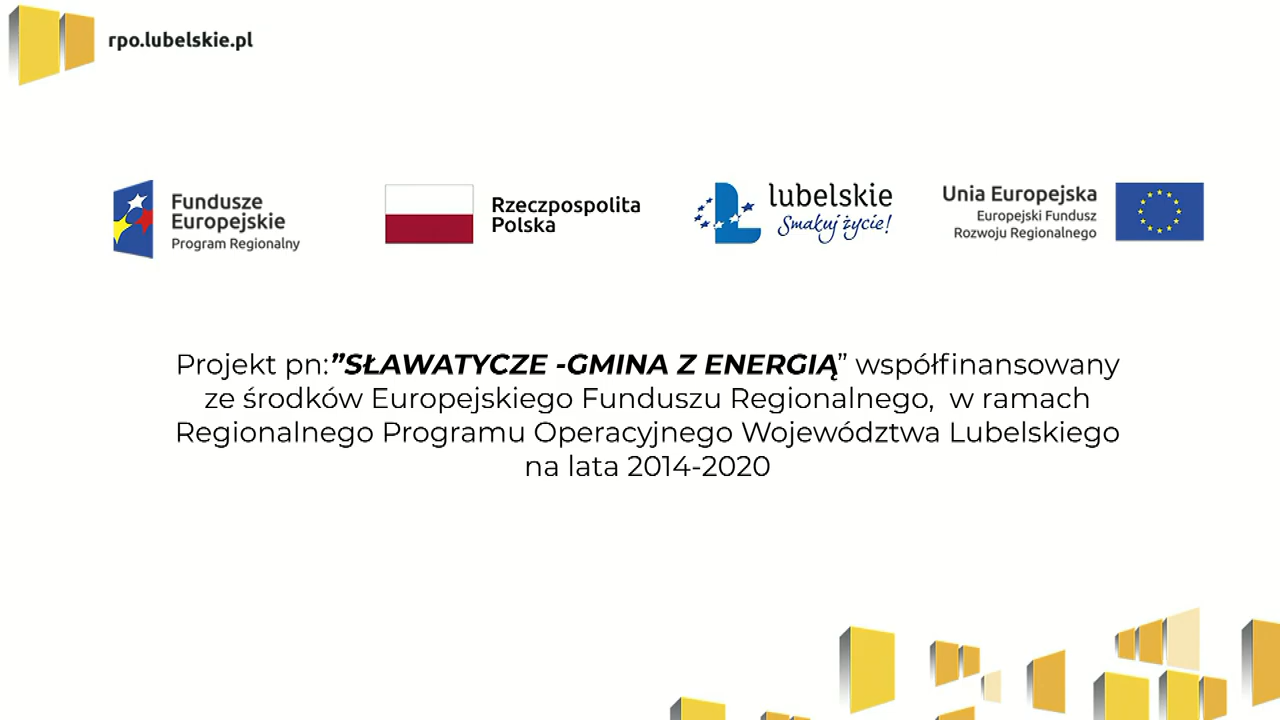 rpo.lubelskie.pl
Fundusze
Europejskie
Program Regionalny
Rzeczpospolita
Polska
lubelskie
Smakuj życie!
Unia Europejska
Europejski Fundusz
Rozwoju Regionalnego
Projekt pn:”SŁAWATYCZE -GMINA Z ENERGIĄ” współfinansowany
ze środków Europejskiego Funduszu Regionalnego,  w ramach
Regionalnego Programu Operacyjnego Województwa Lubelskiego
na lata 2014-2020